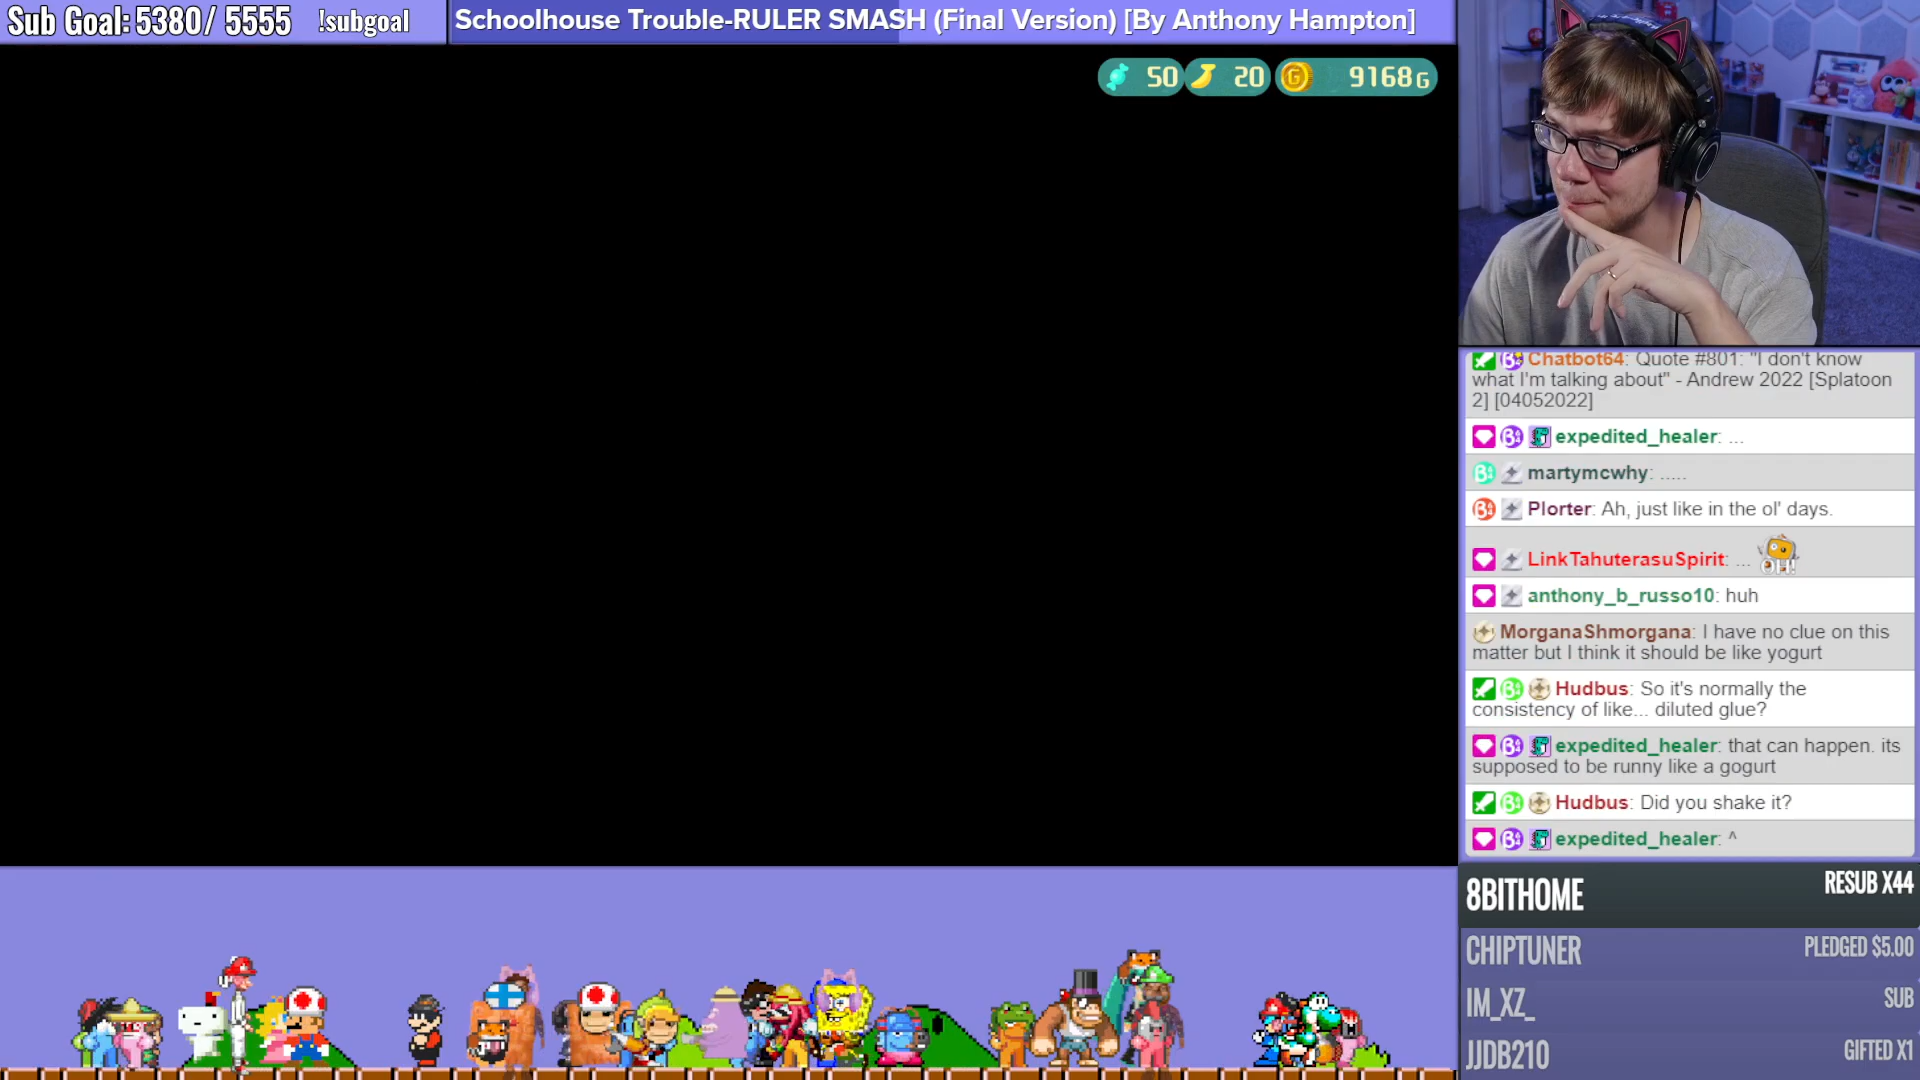 Sub Goal: 5380/ 5555 !subgoal
Schoolhouse Trouble-RULER SMASH (Final Version) [By Anthony Hampton]
50 20 G 9168G
Chatbot64: Quote #801: "I don't know
what I'm talking about" - Andrew 2022 [Splatoon
2] [04052022]
expedited_healer: ...
martymcwhy: .....
Plorter: Ah, just like in the ol' days.
LinkTahuterasuSpirit: ... OH!
anthony_b_russo10: huh
MorganaShmorgana: I have no clue on this
matter but I think it should be like yogurt
Hudbus: So it's normally the
consistency of like... diluted glue?
expedited_healer: that can happen. its
supposed to be runny like a gogurt
Hudbus: Did you shake it?
expedited_healer: ^
8BITHOME RESUB X44
CHIPTUNER PLEDGED $5.00
IM_XZ_ SUB
JJDB210 GIFTED X1